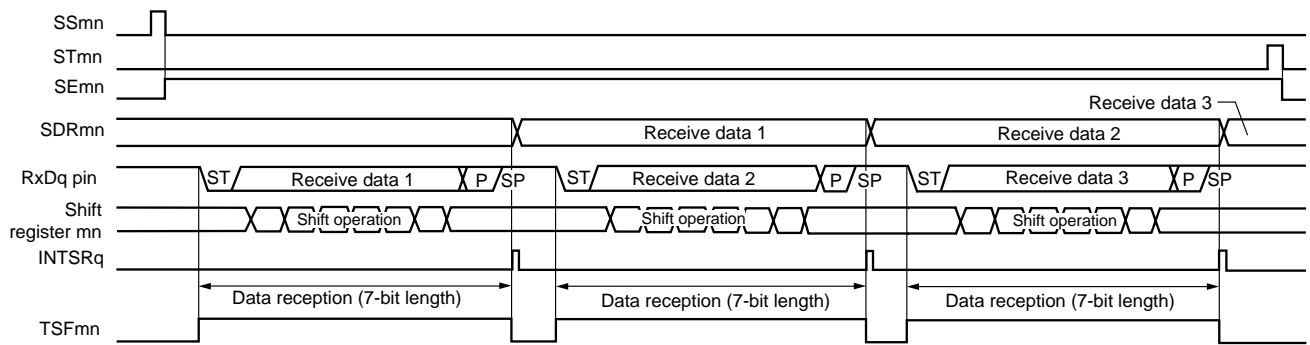 SSmn
STmn
SEmn
Receive data 3
SDRmn
Receive data 1
Receive data 2
RxDq pin
ST
Receive data 1
P
SP
ST
Receive data 2
P
SP
ST
Receive data 3
P
SP
Shift
register mn
Shift operation
Shift operation
Shift operation
INTSRq
Data reception (7-bit length)
Data reception (7-bit length)
Data reception (7-bit length)
TSFmn